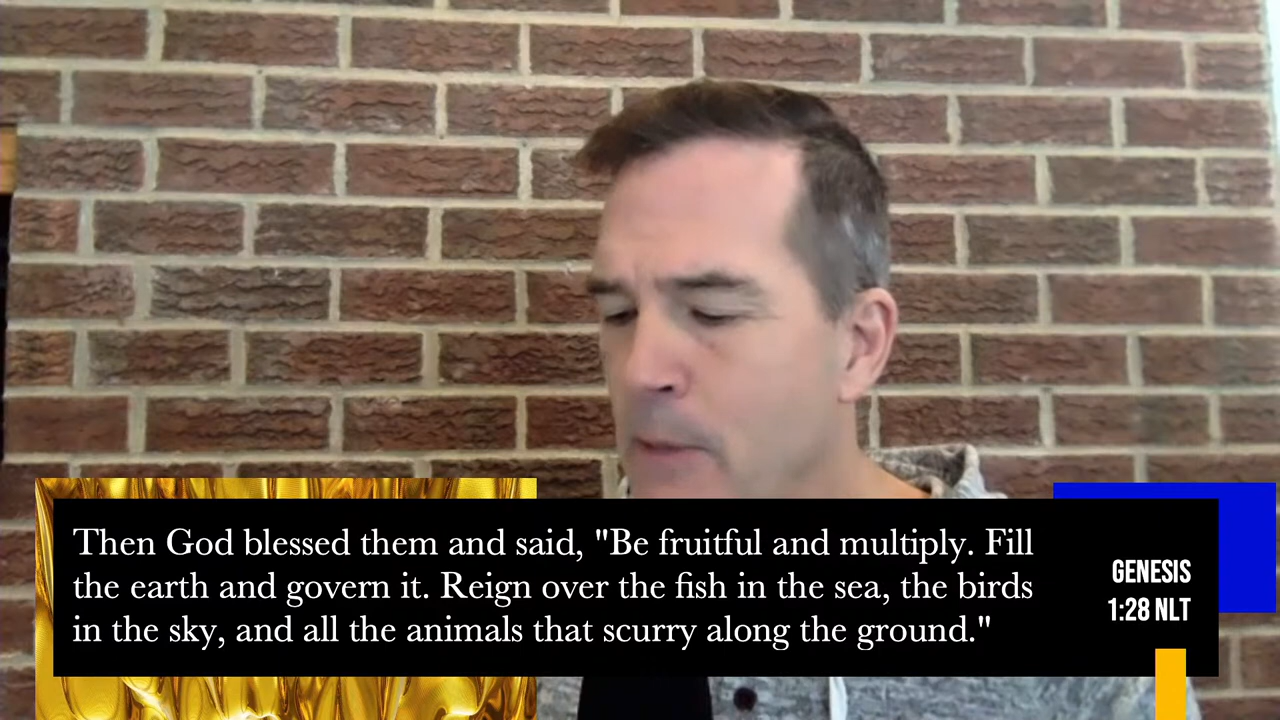 Then God blessed them and said, "Be fruitful and multiply. Fill
the earth and govern it. Reign over the fish in the sea, the birds
in the sky, and all the animals that scurry along the ground."
GENESIS
1:28 NLT